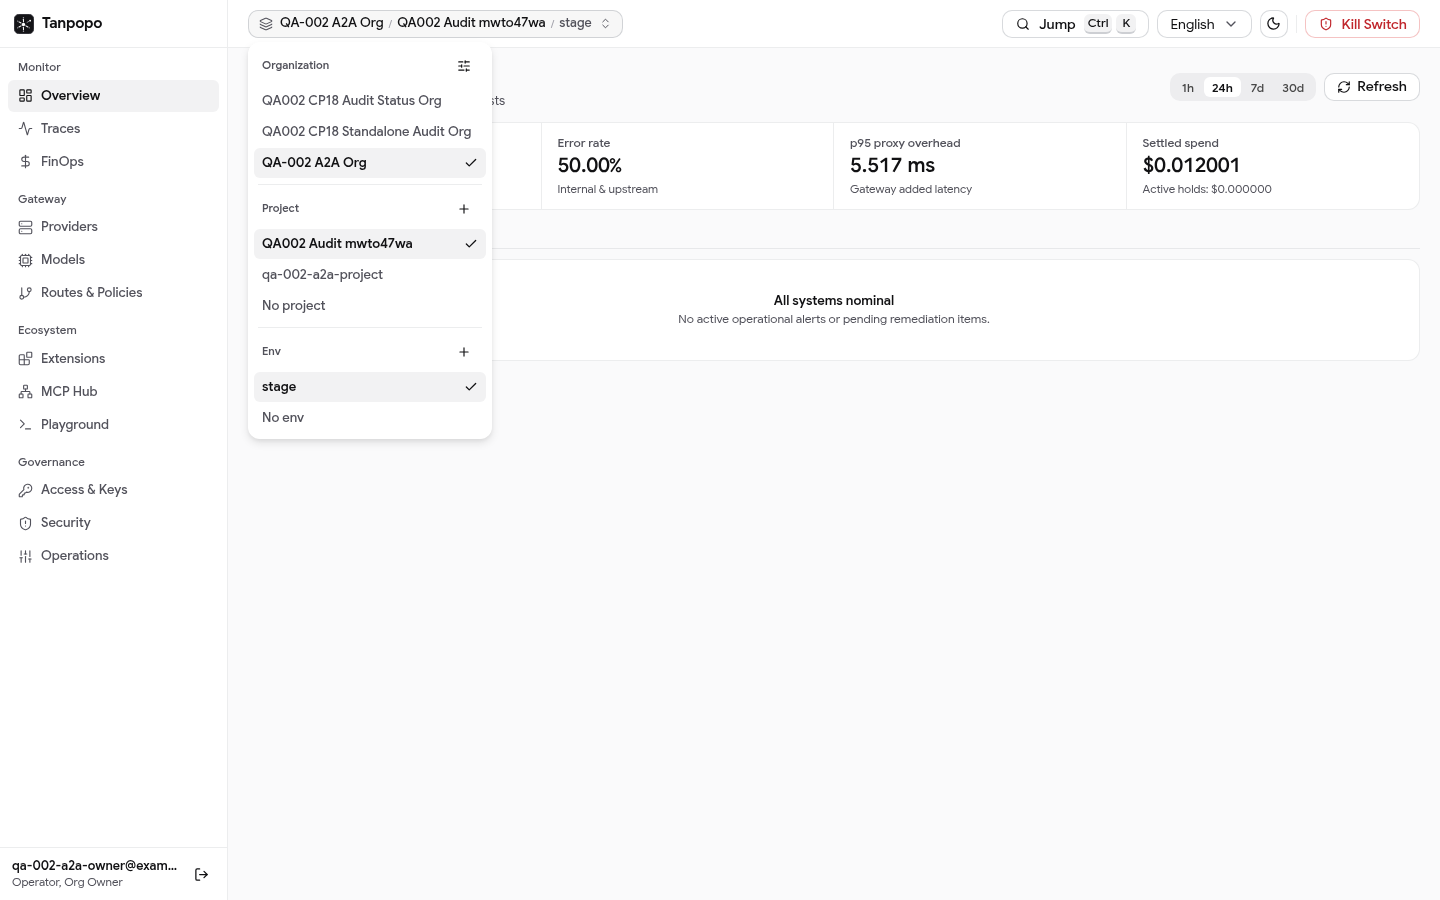 Tanpopo
QA-002 A2A Org / QA002 Audit mwto47wa / stage
Jump Ctrl K
English
Kill Switch
Monitor
Overview
Traces
FinOps
Gateway
Providers
Models
Routes & Policies
Ecosystem
Extensions
MCP Hub
Playground
Governance
Access & Keys
Security
Operations
qa-002-a2a-owner@exam...
Operator, Org Owner
Organization
QA002 CP18 Audit Status Org
QA002 CP18 Standalone Audit Org
QA-002 A2A Org
Project
QA002 Audit mwto47wa
qa-002-a2a-project
No project
Env
stage
No env
1h 24h 7d 30d
Refresh
Error rate
50.00%
Internal & upstream
p95 proxy overhead
5.517 ms
Gateway added latency
Settled spend
$0.012001
Active holds: $0.000000
All systems nominal
No active operational alerts or pending remediation items.